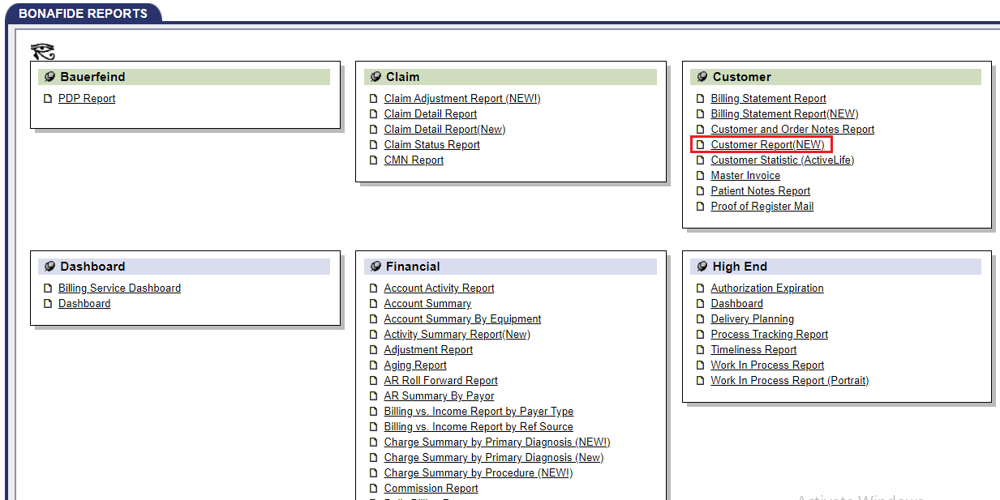 BONAFIDE REPORTS
Bauerfeind
PDP Report
Claim
Claim Adjustment Report (NEW!)
Claim Detail Report
Claim Detail Report(New)
Claim Status Report
CMN Report
Customer
Billing Statement Report
Billing Statement Report(NEW)
Customer and Order Notes Report
Customer Report(NEW)
Customer Statistic (ActiveLife)
Master Invoice
Patient Notes Report
Proof of Register Mail
Dashboard
Billing Service Dashboard
Dashboard
Financial
Account Activity Report
Account Summary
Account Summary By Equipment
Activity Summary Report(New)
Adjustment Report
Aging Report
AR Roll Forward Report
AR Summary By Payor
Billing vs. Income Report by Payer Type
Billing vs. Income Report by Ref Source
Charge Summary by Primary Diagnosis (NEW!)
Charge Summary by Primary Diagnosis (New)
Charge Summary by Procedure (NEW!)
Commission Report
High End
Authorization Expiration
Dashboard
Delivery Planning
Process Tracking Report
Timeliness Report
Work In Process Report
Work In Process Report (Portrait)
Activate Windows